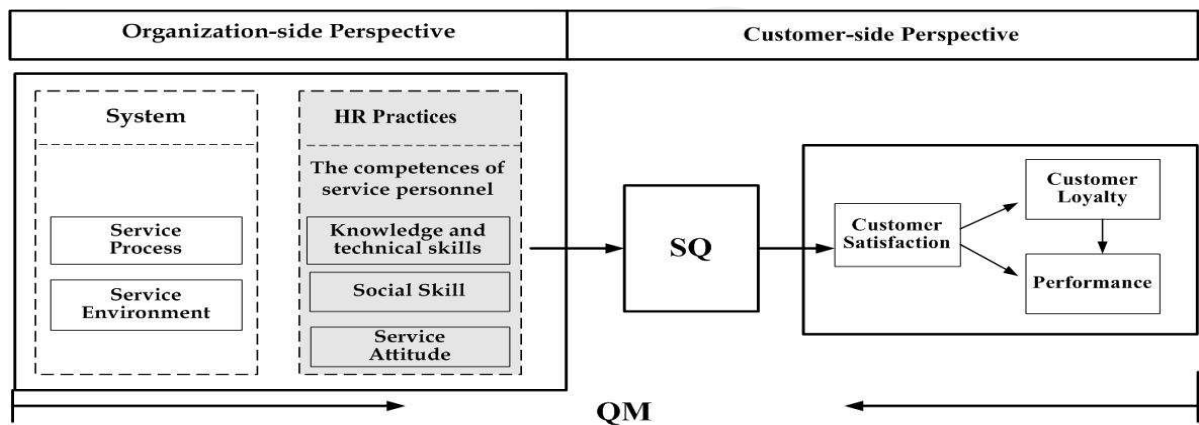 Organization-side Perspective
Customer-side Perspective
System
Service
Process
Service
Environment
HR Practices
The competences of
service personnel
Knowledge and
technical skills
Social Skill
Service
Attitude
SQ
Customer
Satisfaction
Customer
Loyalty
Performance
QM